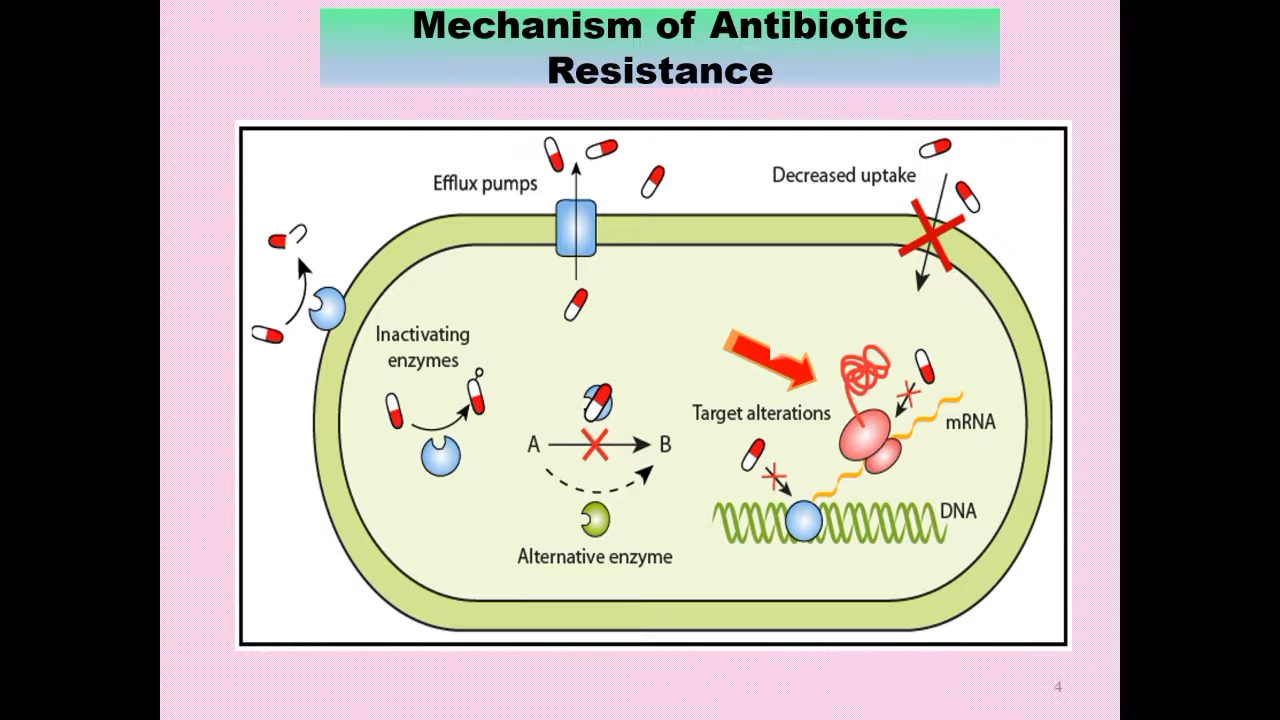 Mechanism of Antibiotic
Resistance
Efflux pumps
Decreased uptake
Inactivating
enzymes
Target alterations
mRNA
A
B
DNA
Alternative enzyme
4